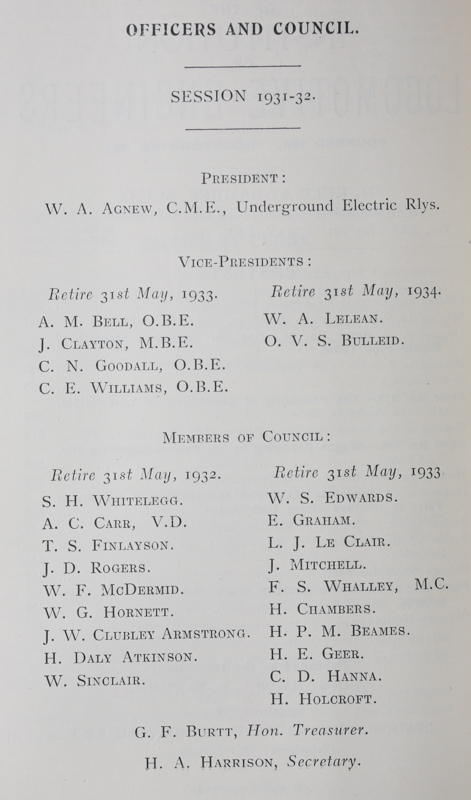 OFFICERS AND COUNCIL.
SESSION 1931-32.
PRESIDENT:
W. A. AGNEW, C.M.E., Underground Electric Rlys.
VICE-PRESIDENTS:
Retire 31st May, 1933.
A. M. BELL, O.B.E.
J. CLAYTON, M.B.E.
C. N. GOODALL, O.B.E.
C. E. WILLIAMS, O.B.E.
Retire 31st May, 1934.
W. A. LELEAN.
O. V. S. BULLEID.
MEMBERS OF COUNCIL:
Retire 31st May, 1932.
S. H. WHITELEGG.
A. C. CARR, V.D.
T. S. FINLAYSON.
J. D. ROGERS.
W. F. MCDERMID.
W. G. HORNETT.
J. W. CLUBLEY ARMSTRONG.
H. DALY ATKINSON.
W. SINCLAIR.
Retire 31st May, 1933
W. S. EDWARDS.
E. GRAHAM.
L. J. LE CLAIR.
J. MITCHELL.
F. S. WHALLEY, M.C.
H. CHAMBERS.
H. P. M. BEAMES.
H. E. GEER.
C. D. HANNA.
H. HOLCROFT.
G. F. BURTT, Hon. Treasurer.
H. A. HARRISON, Secretary.